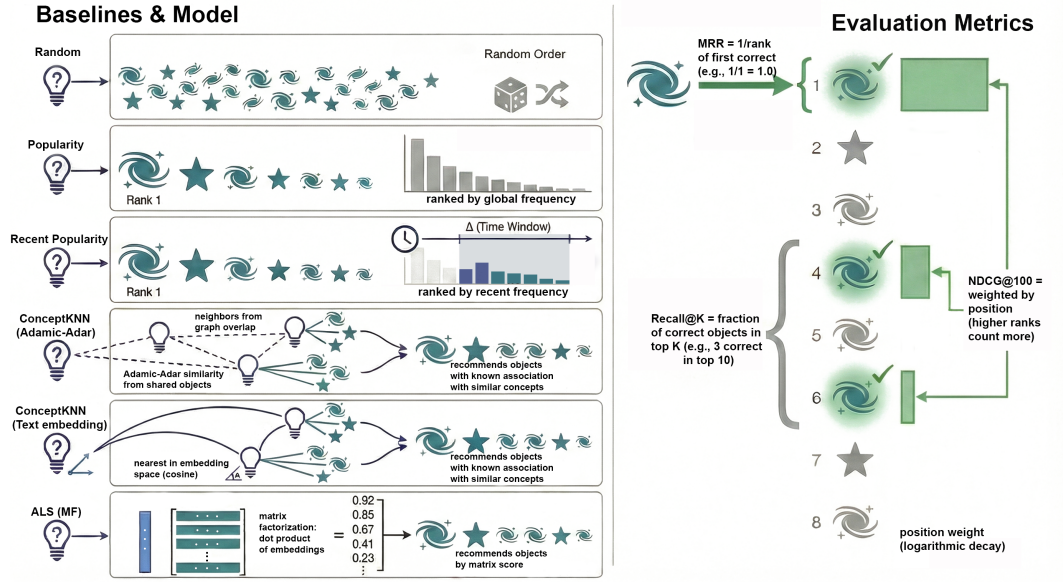 Baselines & Model
Random
?
Random Order
Popularity
?
Rank 1
ranked by global frequency
Recent Popularity
?
Rank 1
Δ (Time Window)
ranked by recent frequency
ConceptKNN
(Adamic-Adar)
?
neighbors from
graph overlap
Adamic-Adar similarity
from shared objects
recommends objects
with known association
with similar concepts
ConceptKNN
(Text embedding)
?
nearest in embedding
space (cosine)
recommends objects
with known association
with similar concepts
ALS (MF)
?
matrix
factorization:
dot product
of embeddings
=
0.92
0.85
0.67
0.41
0.23
recommends objects
by matrix score
Evaluation Metrics
MRR = 1/rank
of first correct
(e.g., 1/1 = 1.0)
1
2
3
4
5
6
7
8
Recall@K = fraction
of correct objects in
top K (e.g., 3 correct
in top 10)
NDCG@100 =
weighted by
position
(higher ranks
count more)
position weight
(logarithmic decay)